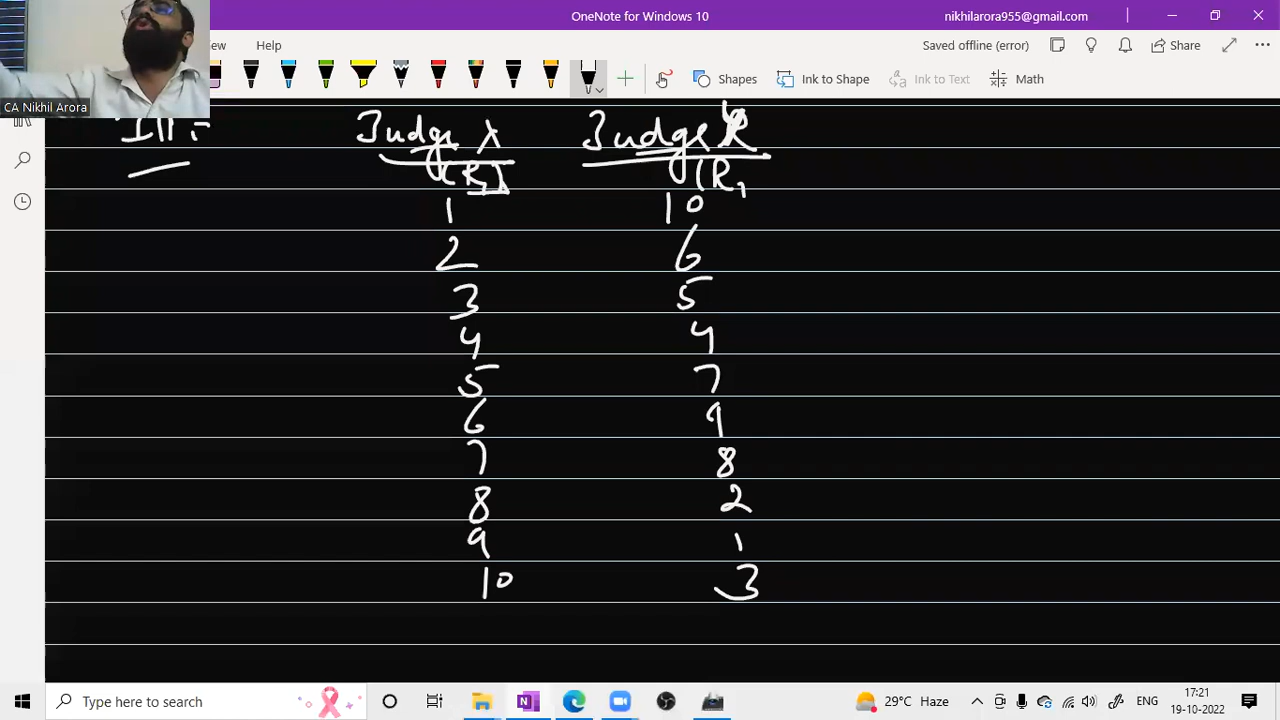 OneNote for Windows 10
nikhilarora955@gmail.com
Help
Saved offline (error)
Share
Shapes
Ink to Shape
Ink to Text
Math
CA Nikhil Arora
Judge X Judge
1 10
2 6
3 5
4 4
5 7
6 9
7 8
8 2
9 1
10 3
Type here to search
29°C Haze
ENG
17:21
19-10-2022